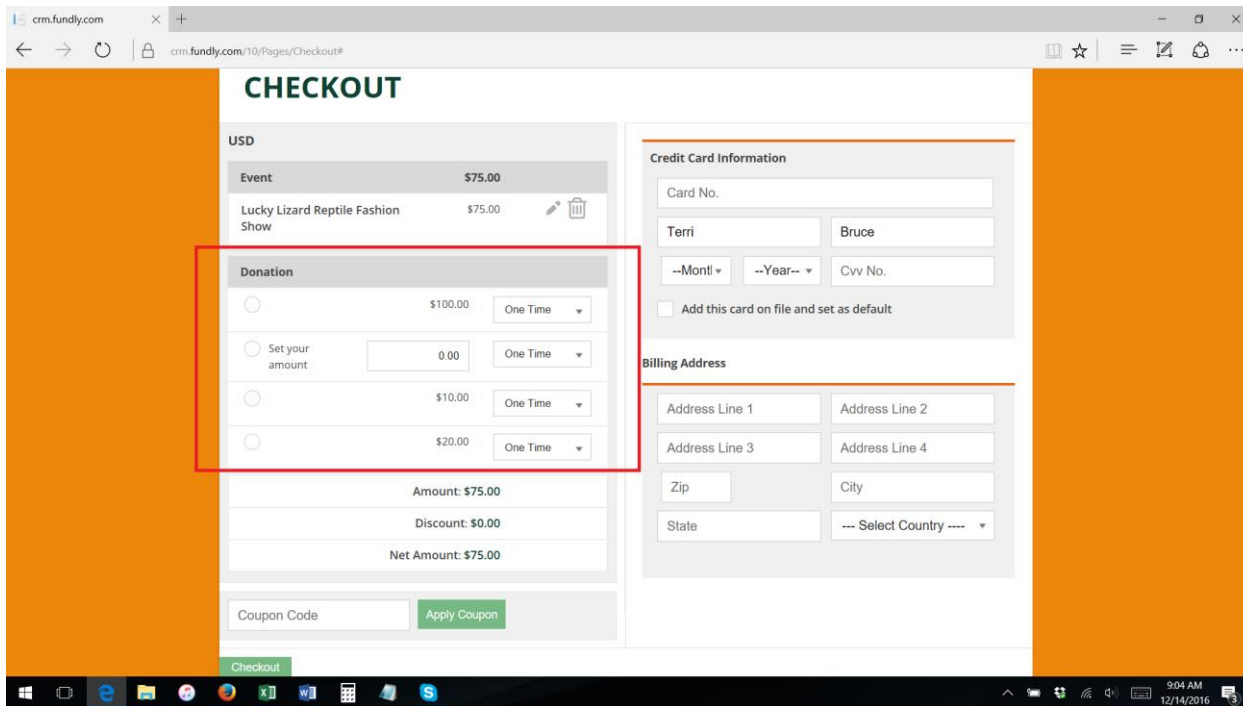 crm.fundly.com
crm.fundly.com/10/Pages/Checkout#
CHECKOUT
USD
Event $75.00
Lucky Lizard Reptile Fashion $75.00
Show
Donation
$100.00 One Time
Set your
amount 0.00 One Time
$10.00 One Time
$20.00 One Time
Amount: $75.00
Discount: $0.00
Net Amount: $75.00
Coupon Code Apply Coupon
Checkout
Credit Card Information
Card No.
Terri Bruce
--Montl --Year-- Cvv No.
Add this card on file and set as default
Billing Address
Address Line 1 Address Line 2
Address Line 3 Address Line 4
Zip City
State --- Select Country ----
9:04 AM
12/14/2016
3